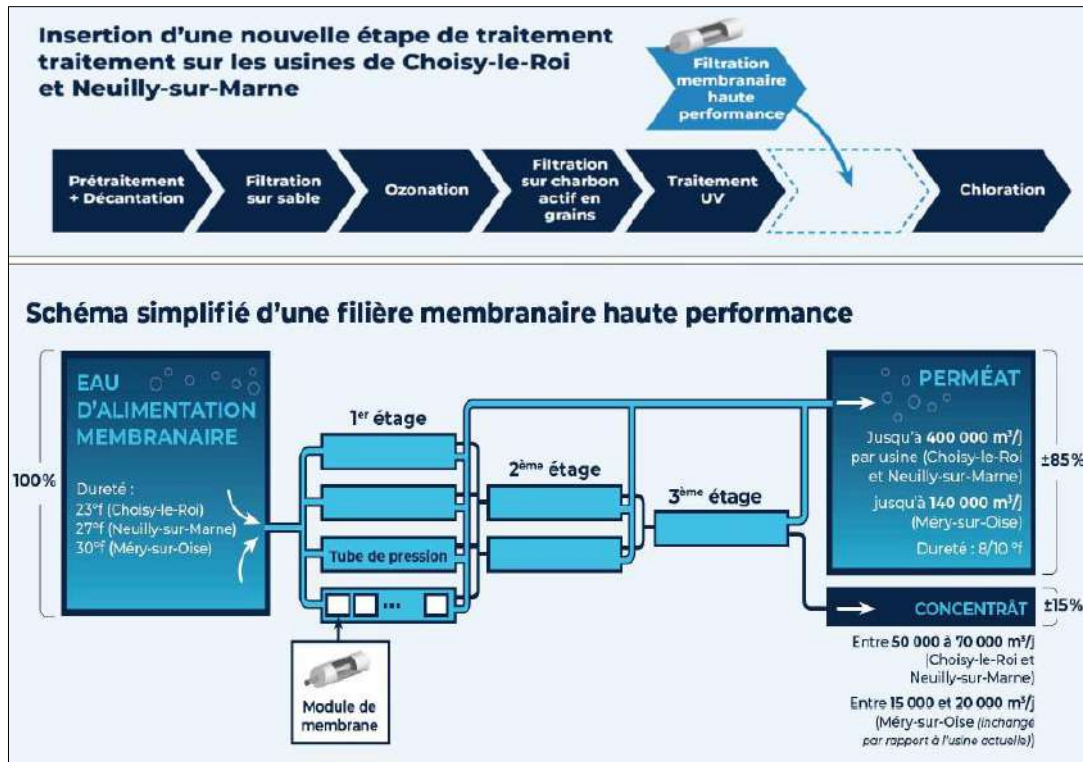 Insertion d'une nouvelle étape de traitement
traitement sur les usines de Choisy-le-Roi
et Neuilly-sur-Marne
Filtration
membranaire
haute
performance
Prétraitement
+ Décantation
Filtration
sur sable
Ozonation
Filtration
sur charbon
actif en
grains
Traitement
UV
Chloration
Schéma simplifié d'une filière membranaire haute performance
100%
EAU
D'ALIMENTATION
MEMBRANAIRE
Dureté :
23°f (Choisy-le-Roi)
27°f (Neuilly-sur-Marne)
30°f (Méry-sur-Oise)
1er étage
Tube de pression
...
Module de
membrane
2ème étage
3ème étage
PERMÉAT
Jusqu'à 400 000 m³/j
par usine (Choisy-le-Roi
et Neuilly-sur-Marne)
jusqu'à 140 000 m³/j
(Méry-sur-Oise)
Dureté : 8/10 °f
±85%
CONCENTRÂT
±15%
Entre 50 000 à 70 000 m³/j
(Choisy-le-Roi et
Neuilly-sur-Marne)
Entre 15 000 et 20 000 m³/j
(Méry-sur-Oise (inchangé
par rapport à l'usine actuelle))